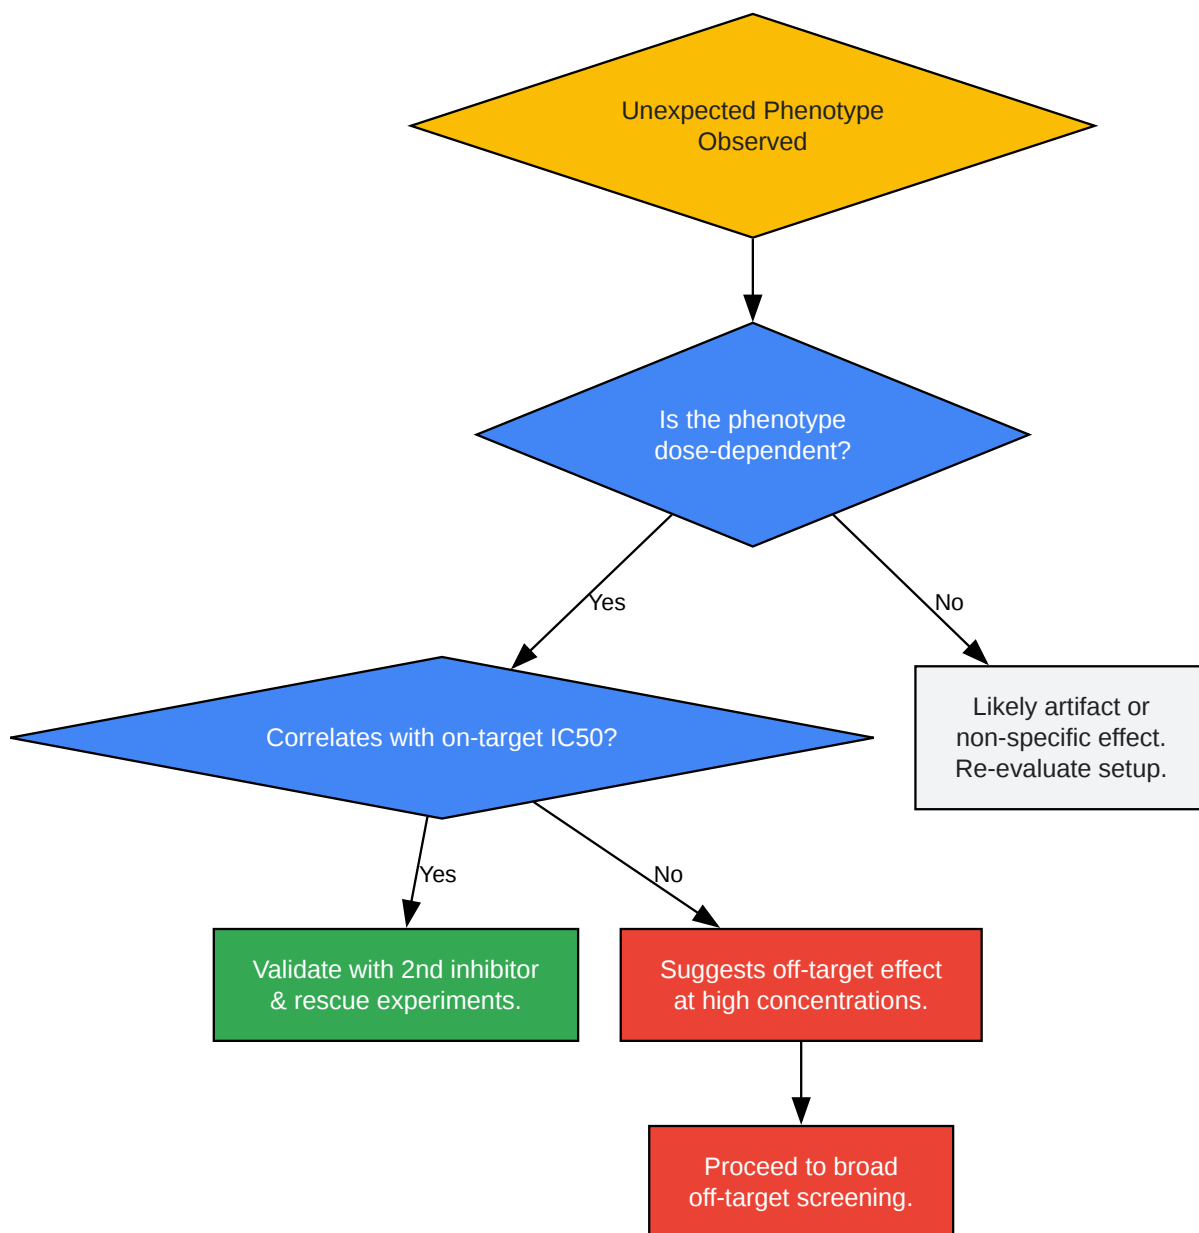 Unexpected Phenotype
Observed
Is the phenotype
dose-dependent?
Yes
No
Correlates with on-target IC50?
Likely artifact or
non-specific effect.
Re-evaluate setup.
Yes
No
Validate with 2nd inhibitor
& rescue experiments.
Suggests off-target effect
at high concentrations.
Proceed to broad
off-target screening.